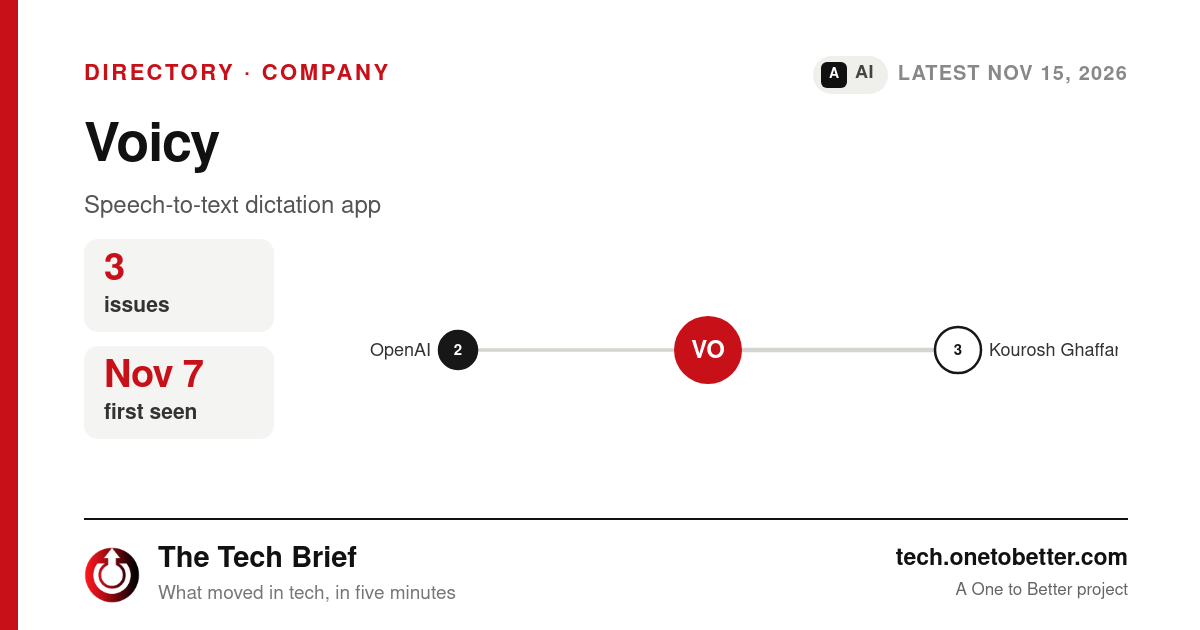 DIRECTORY · COMPANY
A AI LATEST NOV 15, 2026
Voicy
Speech-to-text dictation app
3
issues
Nov 7
first seen
OpenAI 2 VO 3 Kourosh Ghaffar
The Tech Brief
What moved in tech, in five minutes
tech.onetobetter.com
A One to Better project